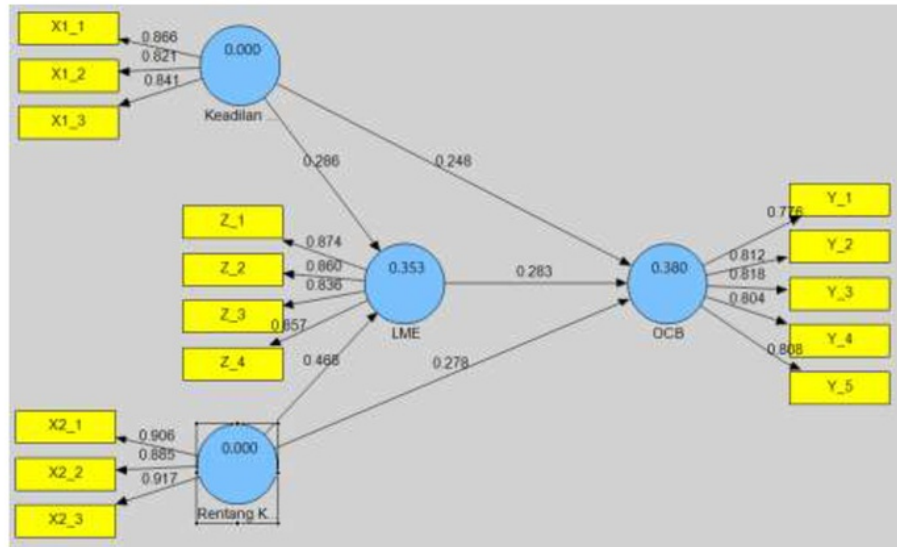 X1_1
0.866
X1_2
0.821
0.841
X1_3
0.000
Keadilan ...
0.286
0.248
Z_1
0.874
Z_2
0.860
0.836
Z_3
0.857
Z_4
0.353
LME
0.283
0.380
OCB
Y_1
0.776
Y_2
0.812
0.818
Y_3
0.804
Y_4
0.808
Y_5
0.468
0.278
X2_1
0.906
X2_2
0.885
0.917
X2_3
0.000
Rentang K...